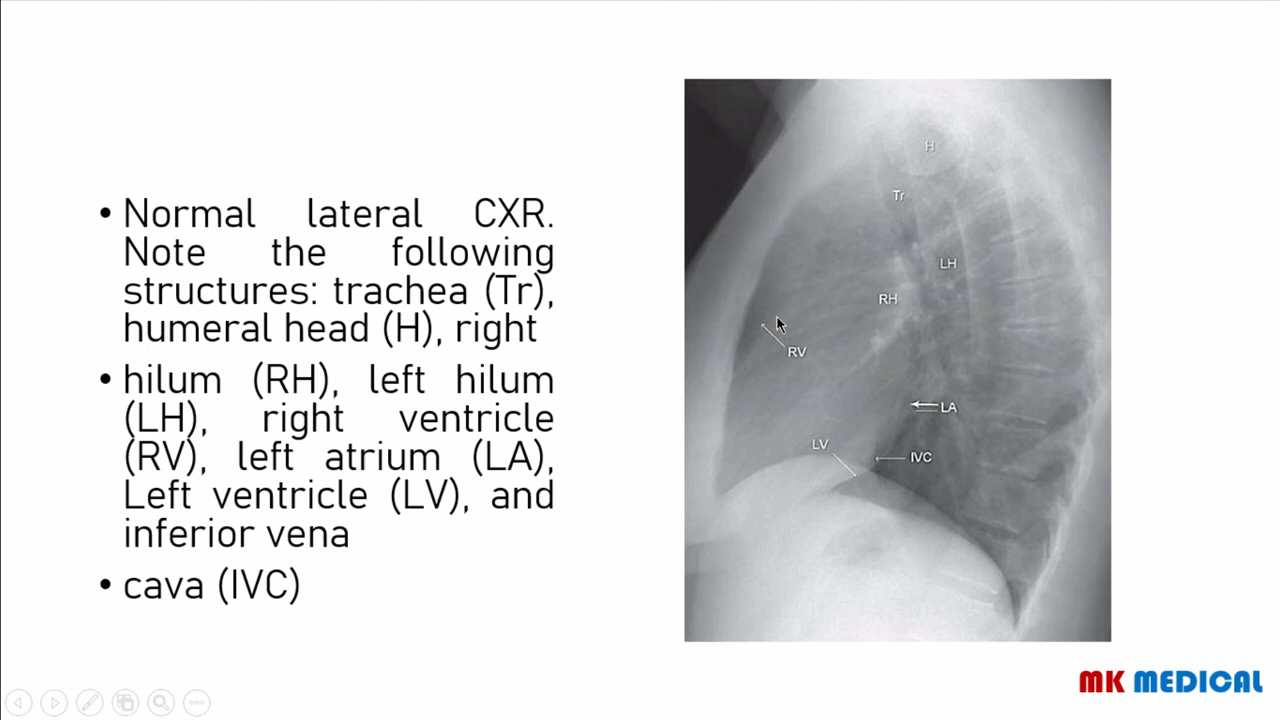 • Normal lateral CXR.
Note the following
structures: trachea (Tr),
humeral head (H), right
• hilum (RH), left hilum
(LH), right ventricle
(RV), left atrium (LA),
Left ventricle (LV), and
inferior vena
• cava (IVC)
H
Tr
LH
RH
RV
LA
LV
IVC
MK MEDICAL